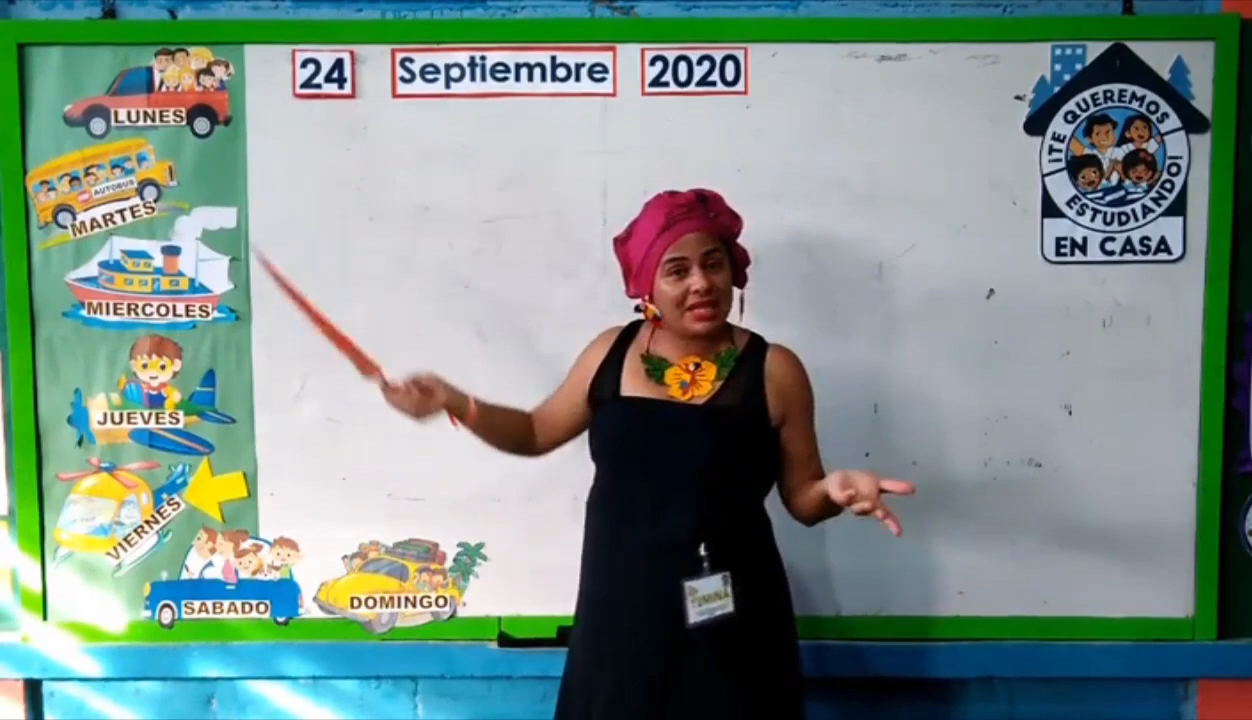 24 Septiembre 2020
LUNES
AUTOBUS
MARTES
MIERCOLES
JUEVES
VIERNES
SABADO
DOMINGO
¡TE QUEREMOS
ESTUDIANDO!
EN CASA